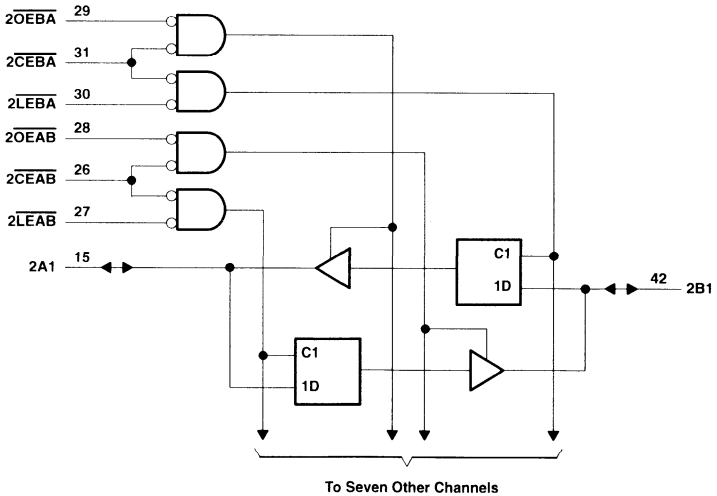 2OEBA 29
2CEBA 31
2LEBA 30
2OEAB 28
2CEAB 26
2LEAB 27
2A1 15
C1
1D
42 2B1
C1
1D
To Seven Other Channels